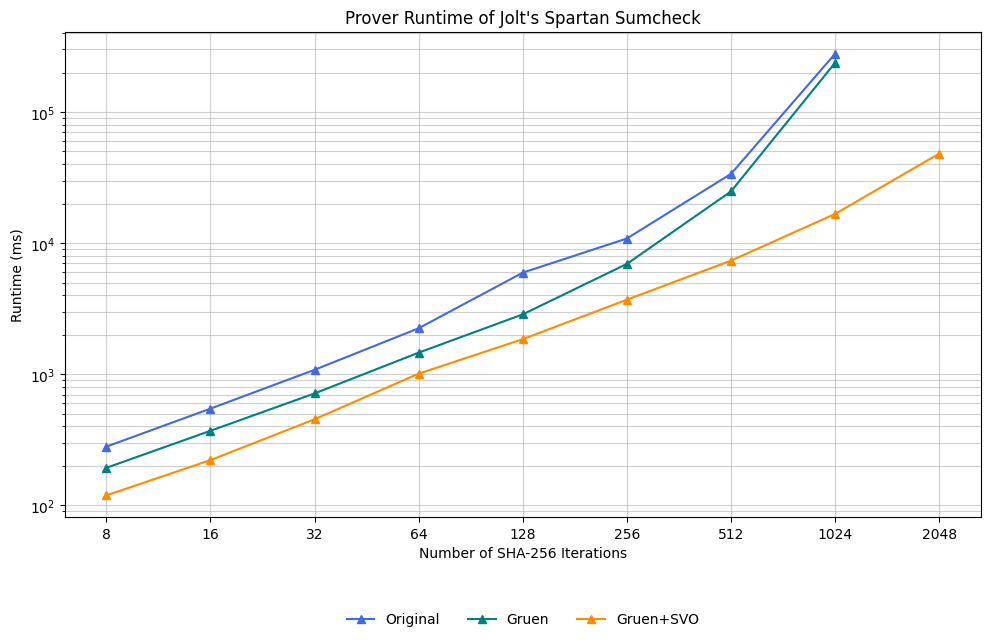 Prover Runtime of Jolt's Spartan Sumcheck
Runtime (ms)
10^5
10^4
10^3
10^2
8 16 32 64 128 256 512 1024 2048
Number of SHA-256 Iterations
Original Gruen Gruen+SVO